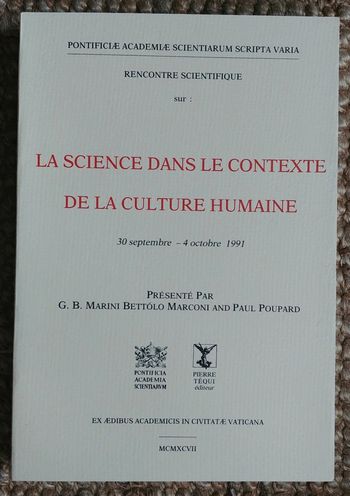 PONTIFICIÆ ACADEMIÆ SCIENTIARUM SCRIPTA VARIA
RENCONTRE SCIENTIFIQUE
sur :
LA SCIENCE DANS LE CONTEXTE
DE LA CULTURE HUMAINE
30 septembre – 4 octobre 1991
PRÉSENTÉ PAR
G. B. MARINI BETTÓLO MARCONI AND PAUL POUPARD
PONTIFICIA
ACADEMIA
SCIENTIARVM
PIERRE
TÉQUI
éditeur
EX ÆDIBUS ACADEMICIS IN CIVITATÆ VATICANA
MCMXCVII